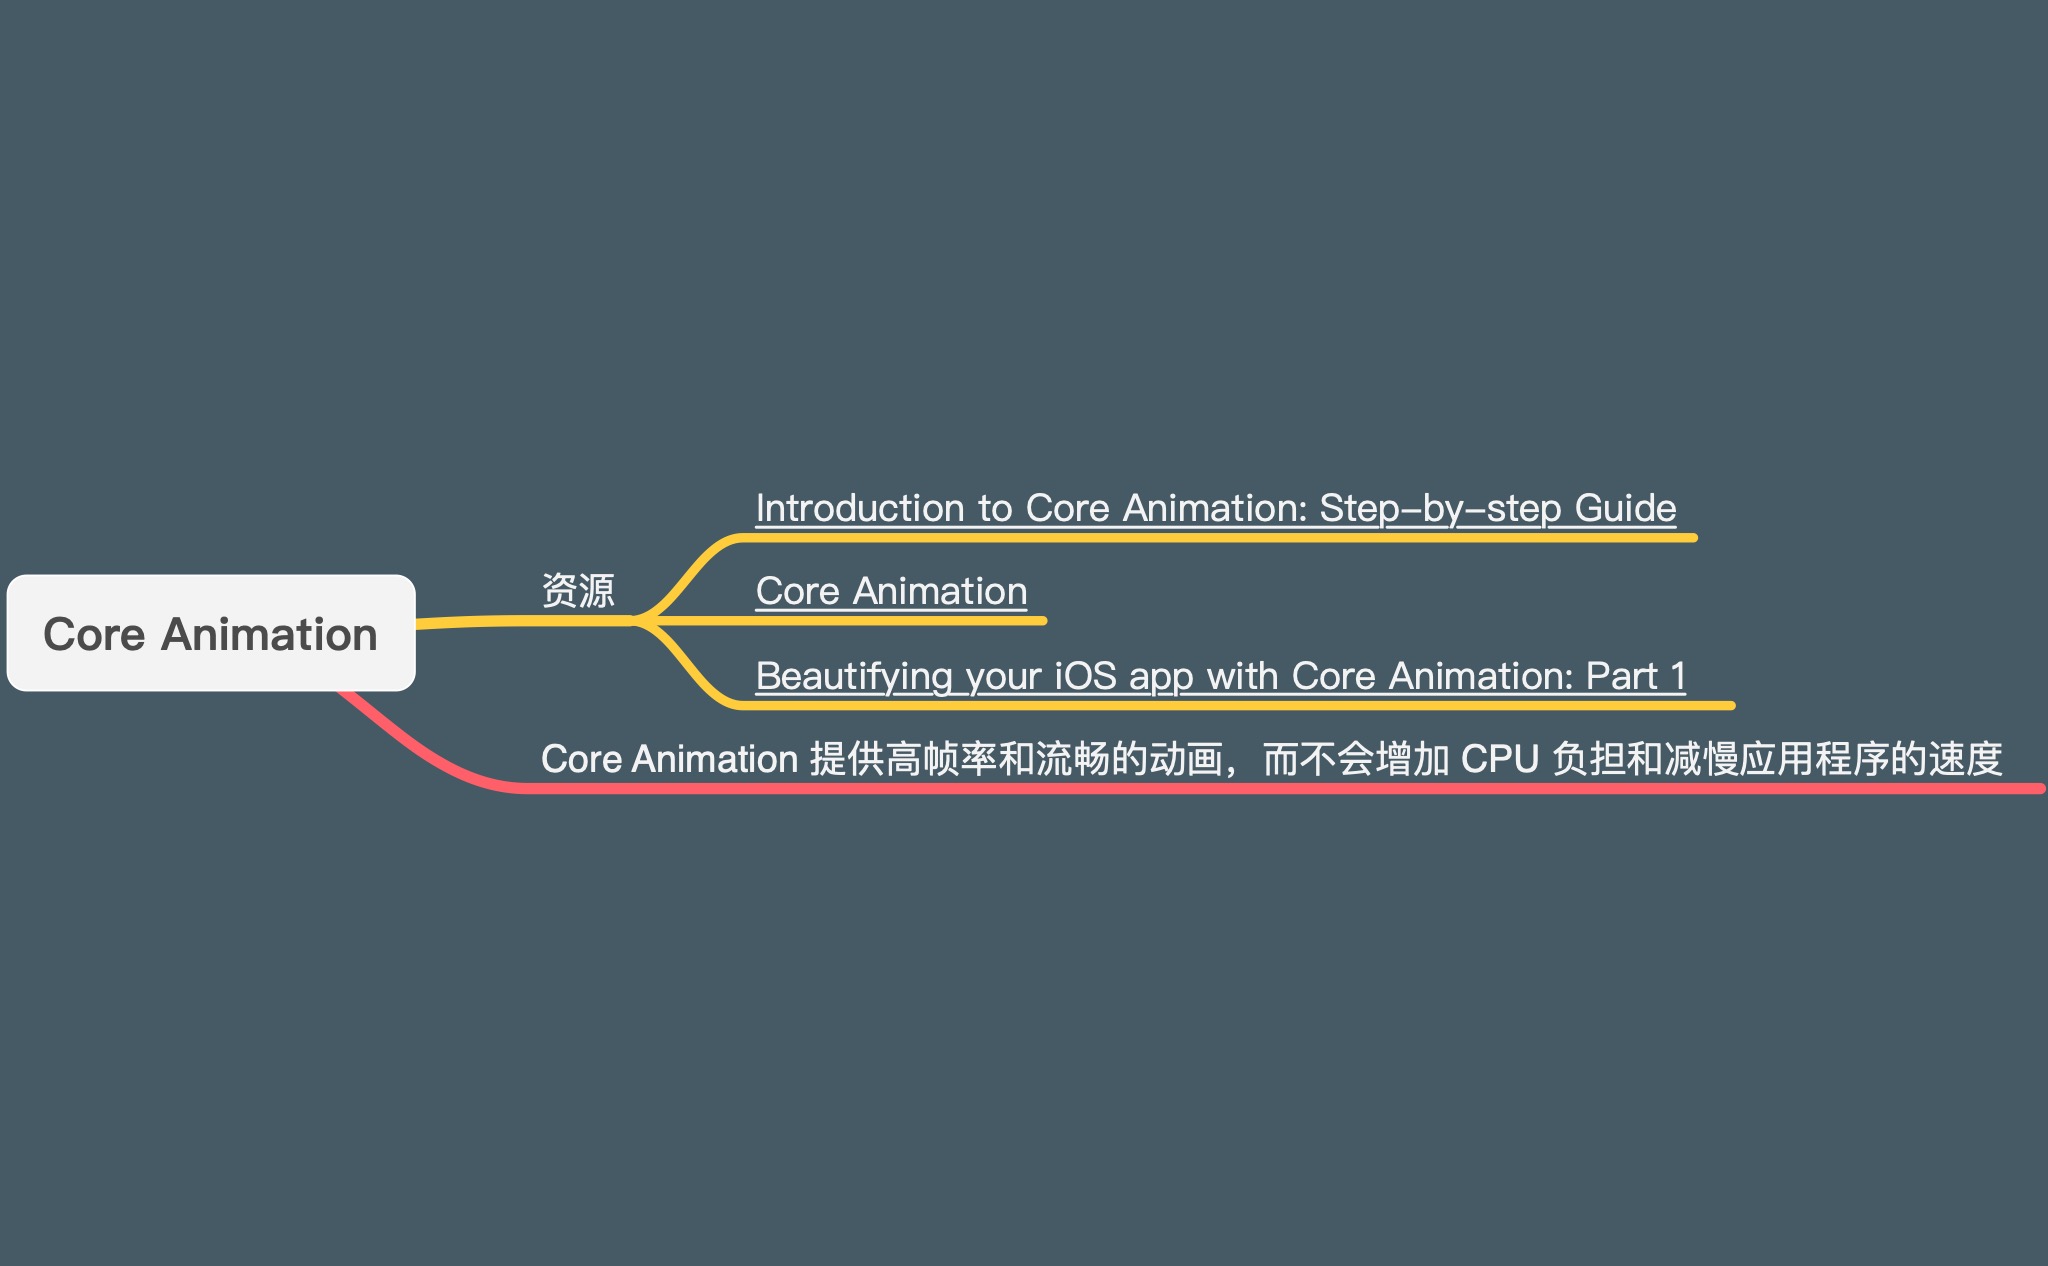 Core Animation
资源
Introduction to Core Animation: Step-by-step Guide
Core Animation
Beautifying your iOS app with Core Animation: Part 1
Core Animation 提供高帧率和流畅的动画，而不会增加 CPU 负担和减慢应用程序的速度